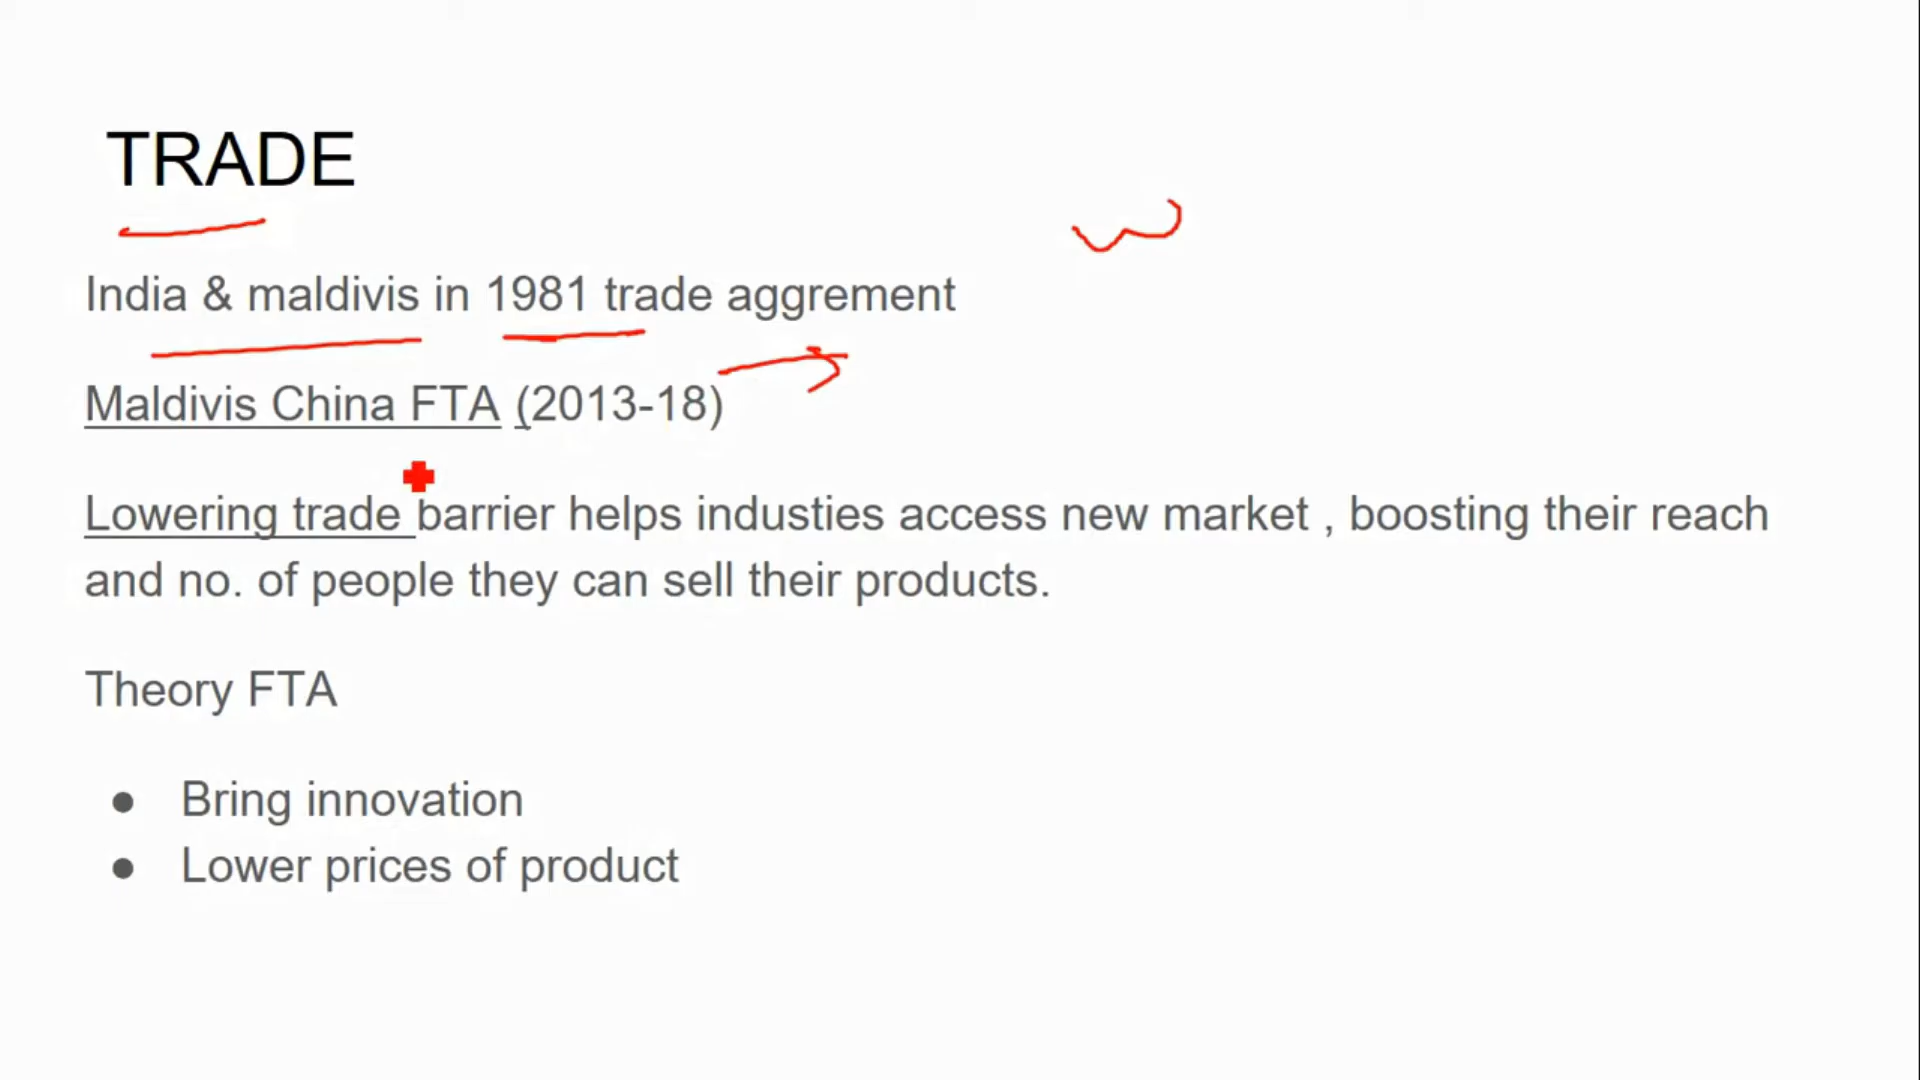 TRADE
India & maldivis in 1981 trade aggrement
Maldivis China FTA (2013-18)
Lowering trade barrier helps industies access new market , boosting their reach
and no. of people they can sell their products.
Theory FTA
● Bring innovation
● Lower prices of product